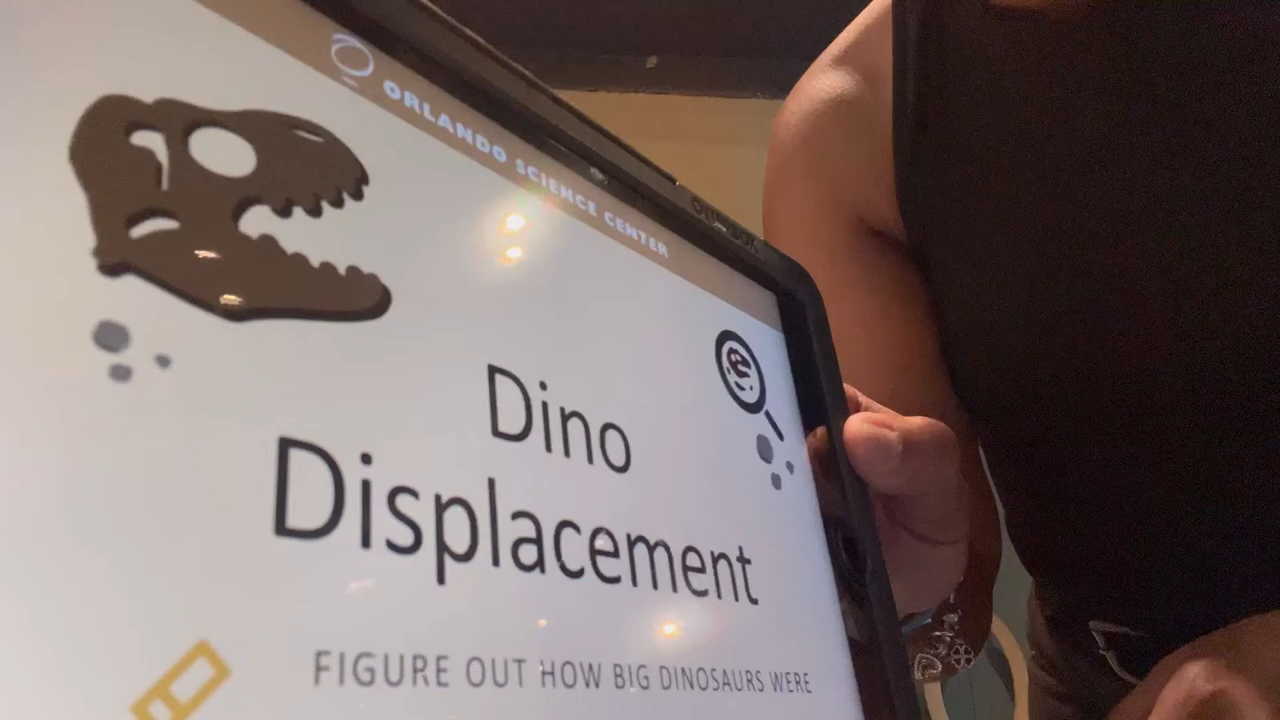 ORLANDO SCIENCE CENTER
Dino
Displacement
FIGURE OUT HOW BIG DINOSAURS WERE